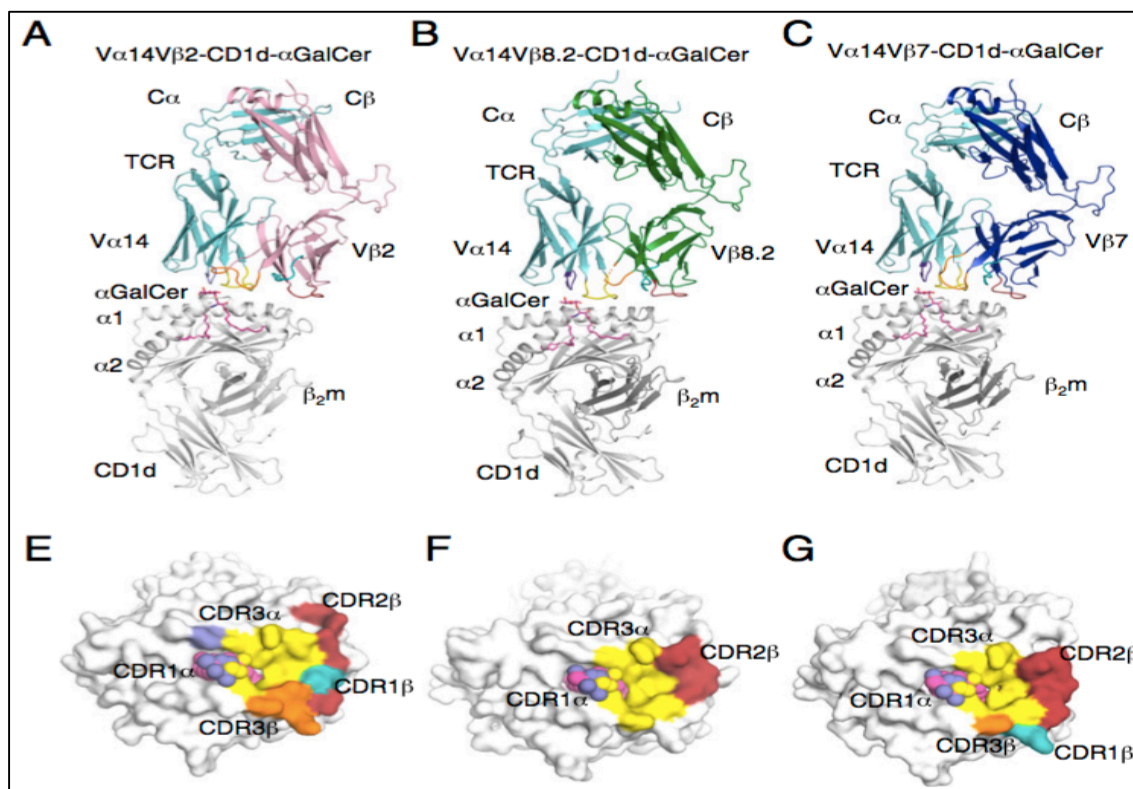 A
B
C
Vα14Vβ2-CD1d-αGalCer
Vα14Vβ8.2-CD1d-αGalCer
Vα14Vβ7-CD1d-αGalCer
Cα
Cβ
TCR
Vα14
Vβ2
αGalCer
α1
α2
β₂m
CD1d
Cα
Cβ
TCR
Vα14
Vβ8.2
αGalCer
α1
α2
β₂m
CD1d
Cα
Cβ
TCR
Vα14
Vβ7
αGalCer
α1
α2
β₂m
CD1d
E
F
G
CDR3α
CDR2β
CDR1α
CDR1β
CDR3β
CDR3α
CDR2β
CDR1α
CDR3α
CDR2β
CDR1α
CDR3β
CDR1β